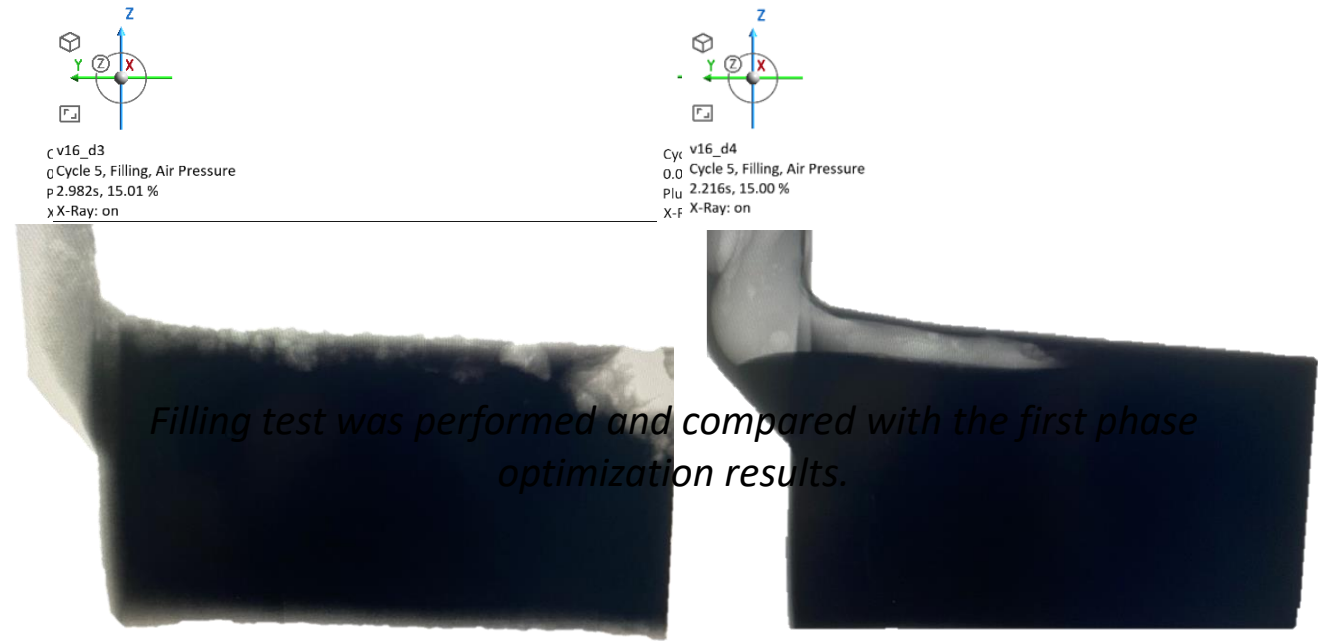 Z
Y Z X
v16_d3
Cycle 5, Filling, Air Pressure
2.982s, 15.01 %
X-Ray: on
Z
Y Z X
v16_d4
Cycle 5, Filling, Air Pressure
2.216s, 15.00 %
X-Ray: on
Filling test was performed and compared with the first phase
optimization results.